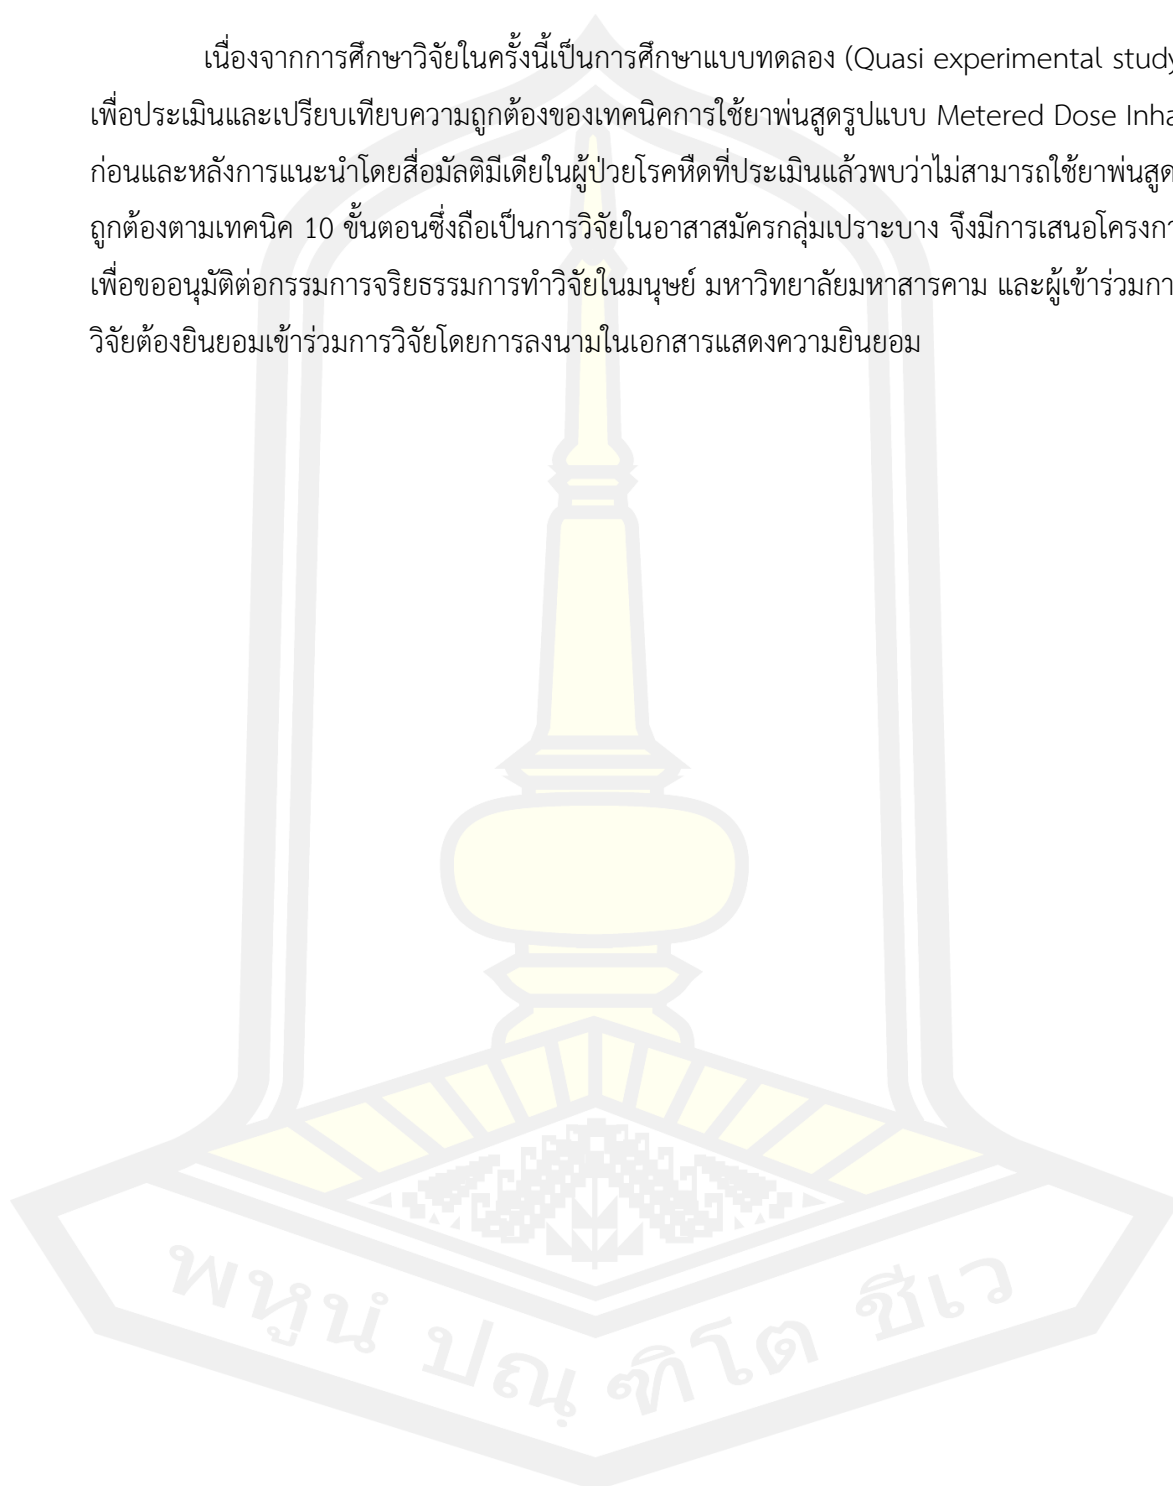 เนื่องจากการศึกษาวิจัยในครั้งนี้เป็นการศึกษาแบบทดลอง (Quasi experimental study
เพื่อประเมินและเปรียบเทียบความถูกต้องของเทคนิคการใช้ยาพ่นสูดรูปแบบ Metered Dose Inha
ก่อนและหลังการแนะนำโดยสื่อมัลติมีเดียในผู้ป่วยโรคหืดที่ประเมินแล้วพบว่าไม่สามารถใช้ยาพ่นสูด
ถูกต้องตามเทคนิค 10 ขั้นตอนซึ่งถือเป็นการวิจัยในอาสาสมัครกลุ่มเปราะบาง จึงมีการเสนอโครงกา
เพื่อขออนุมัติต่อกรรมการจริยธรรมการทำวิจัยในมนุษย์ มหาวิทยาลัยมหาสารคาม และผู้เข้าร่วมกา
วิจัยต้องยินยอมเข้าร่วมการวิจัยโดยการลงนามในเอกสารแสดงความยินยอม
พหูนํ ปณฺฑิโต ชีเว